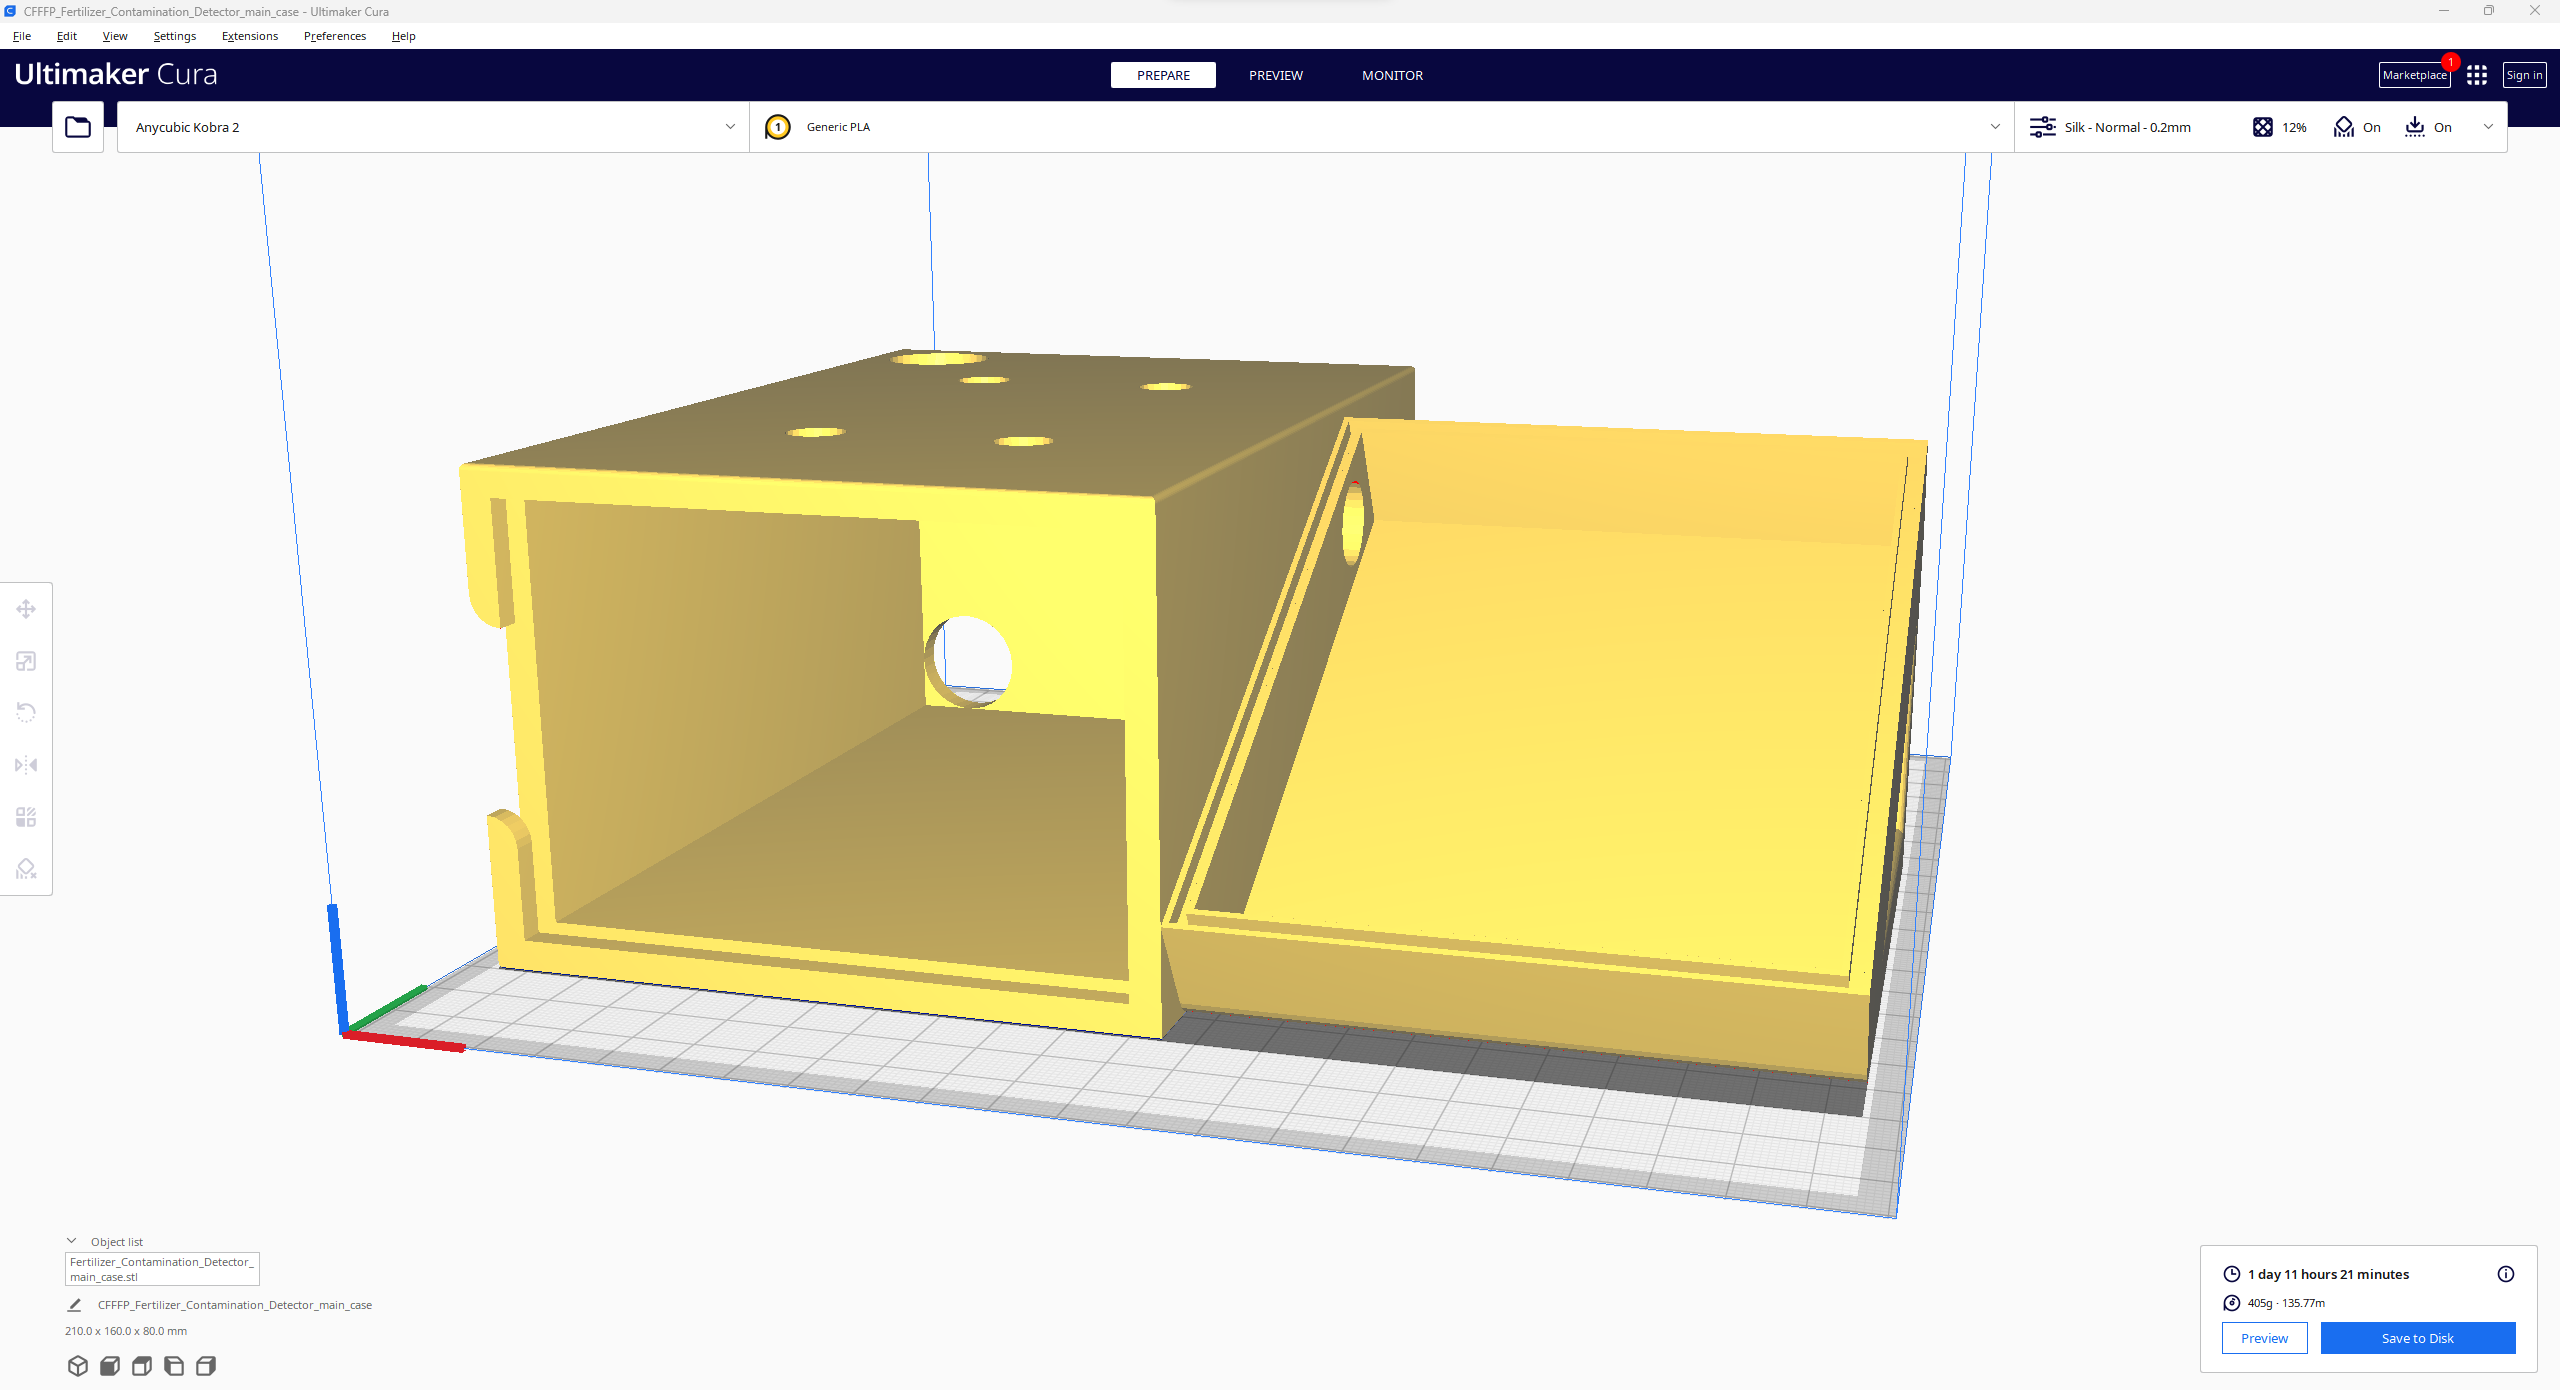 CFFFP_Fertilizer_Contamination_Detector_main_case - Ultimaker Cura
File Edit View Settings Extensions Preferences Help
Ultimaker Cura
PREPARE PREVIEW MONITOR
Marketplace 1 Sign in
Anycubic Kobra 2
1 Generic PLA
Silk - Normal - 0.2mm 12% On On
Object list
Fertilizer_Contamination_Detector_
main_case.stl
CFFFP_Fertilizer_Contamination_Detector_main_case
210.0 x 160.0 x 80.0 mm
1 day 11 hours 21 minutes
405g · 135.77m
Preview Save to Disk